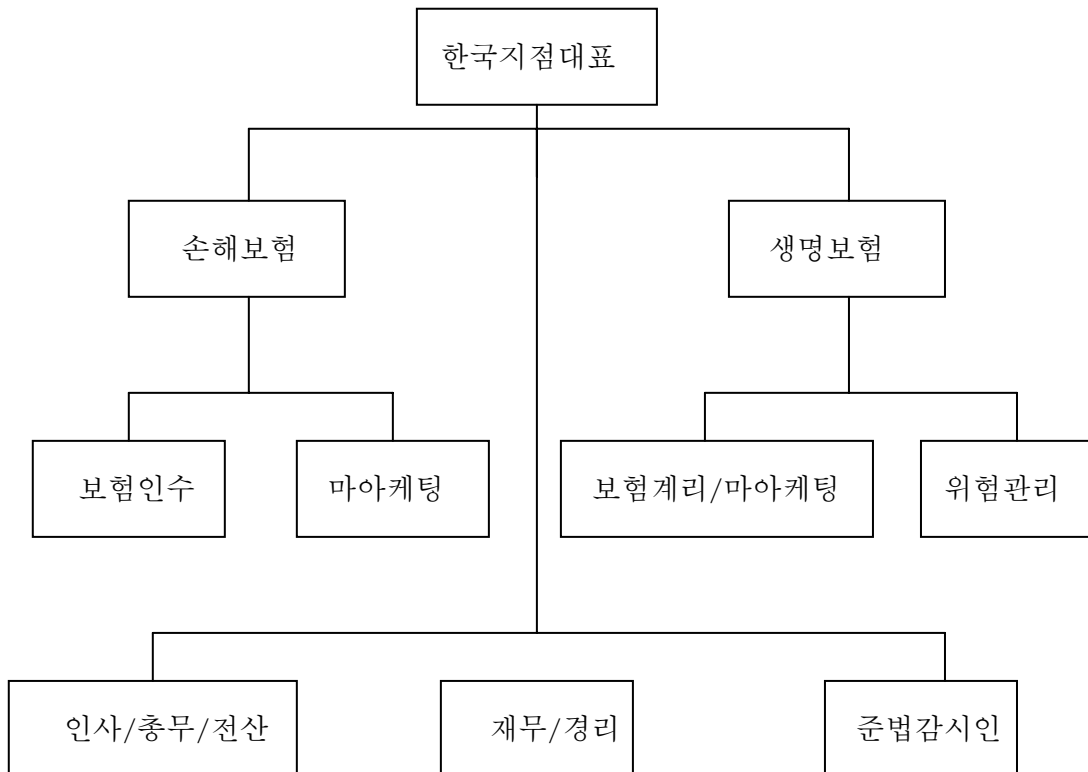 한국지점대표
손해보험
생명보험
보험인수
마아케팅
보험계리/마아케팅
위험관리
인사/총무/전산
재무/경리
준법감시인